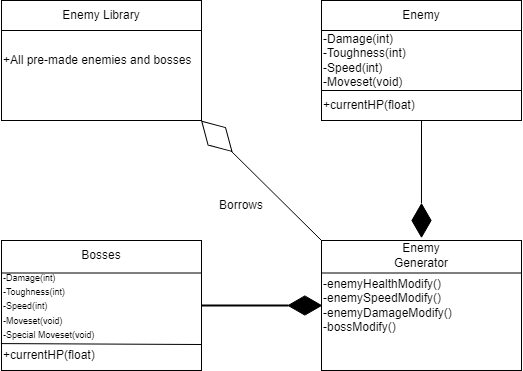 Enemy Library
+All pre-made enemies and bosses
Enemy
-Damage(int)
-Toughness(int)
-Speed(int)
-Moveset(void)
+currentHP(float)
Borrows
Bosses
-Damage(int)
-Toughness(int)
-Speed(int)
-Moveset(void)
-Special Moveset(void)
+currentHP(float)
Enemy
Generator
-enemyHealthModify()
-enemySpeedModify()
-enemyDamageModify()
-bossModify()